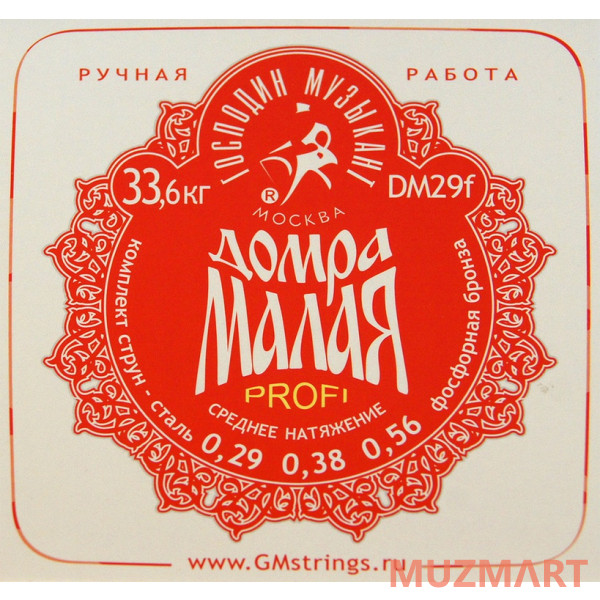 РУЧНАЯ РАБОТА
ГОСПОДИН МУЗЫКАНТ
®
МОСКВА
33,6кг
DM29f
домра
МАЛАЯ
PROFI
СРЕДНЕЕ НАТЯЖЕНИЕ
комплект струн - сталь
0,29 0,38 0,56
фосфорная бронза
www.GMstrings.ru
MUZMART